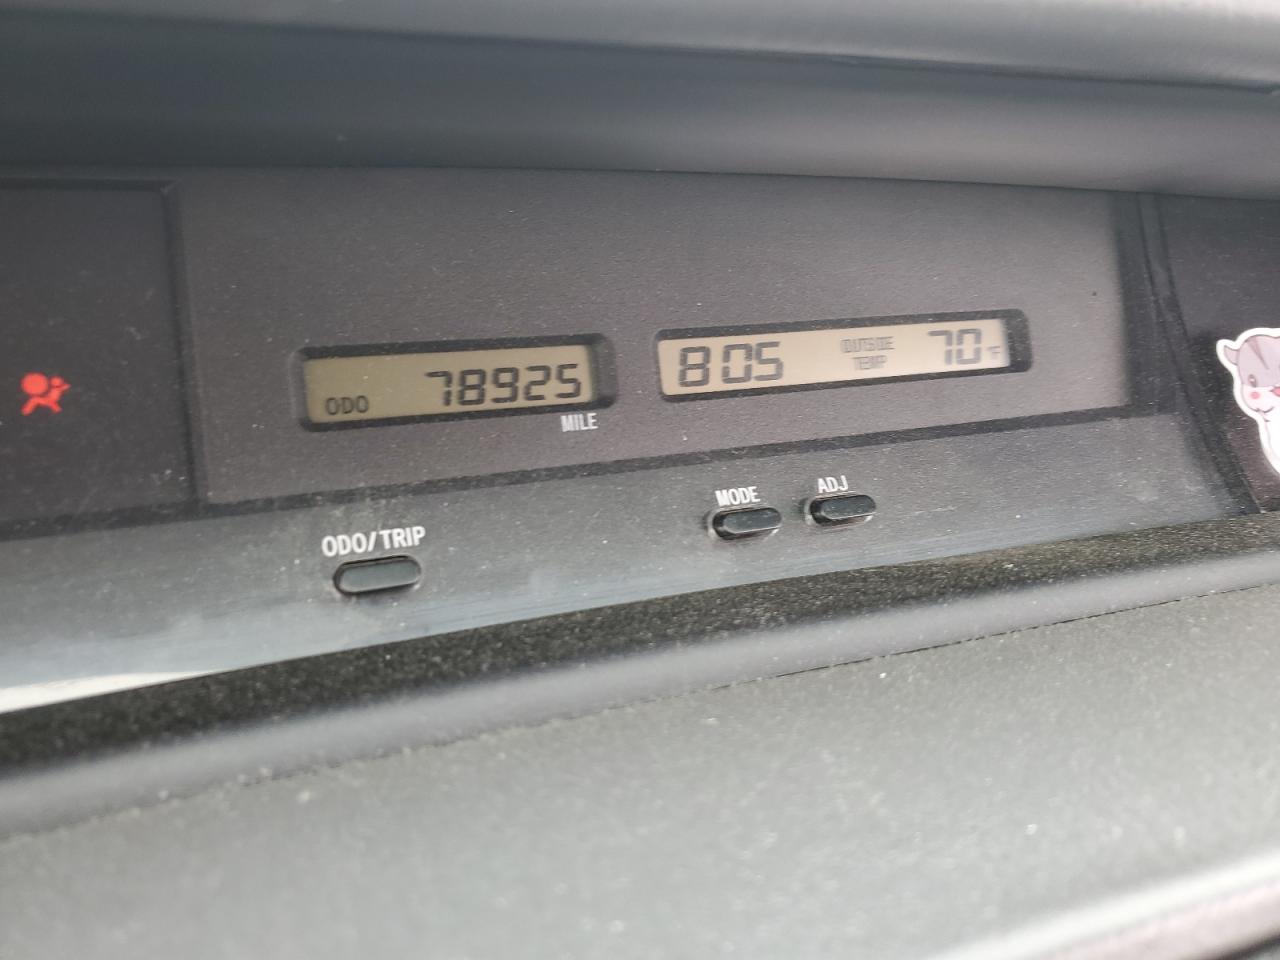 ODO 78925
MILE
8:05 OUTSIDE TEMP 70°F
ODO/TRIP
MODE ADJ